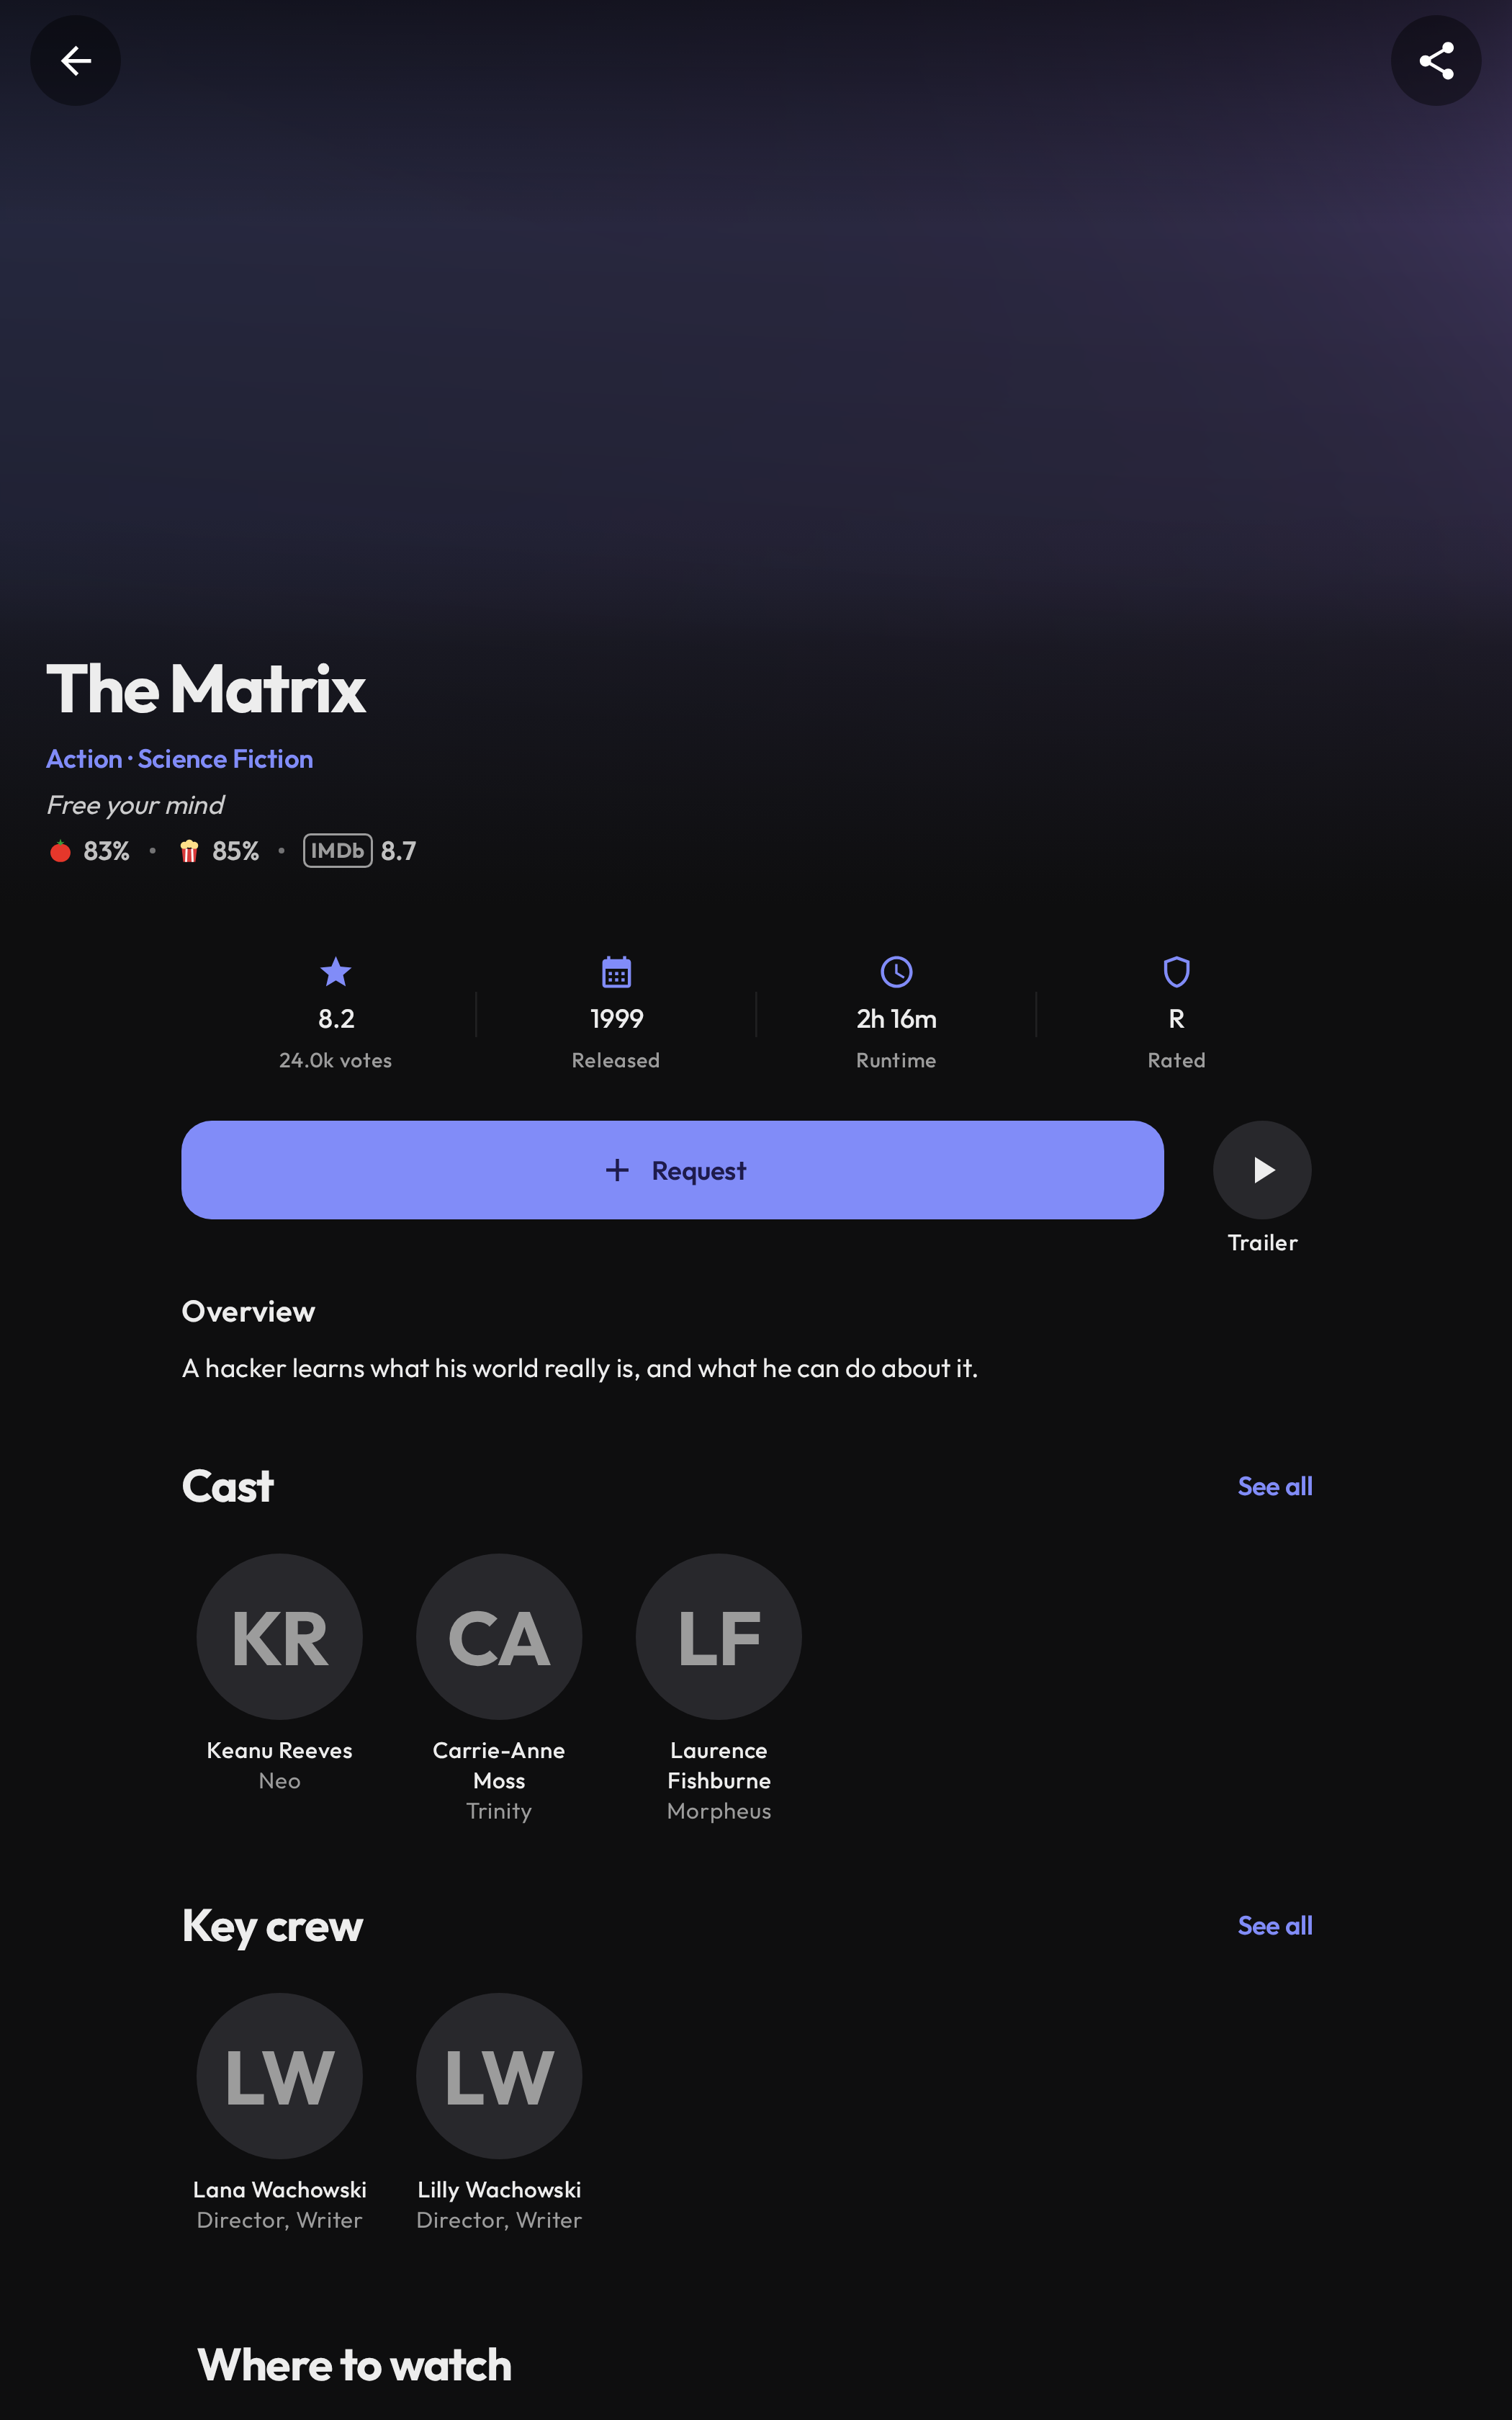 The Matrix
Action · Science Fiction
Free your mind
83% • 85% • IMDb 8.7
8.2
24.0k votes
1999
Released
2h 16m
Runtime
R
Rated
Request
Trailer
Overview
A hacker learns what his world really is, and what he can do about it.
Cast
See all
KR
Keanu Reeves
Neo
CA
Carrie-Anne
Moss
Trinity
LF
Laurence
Fishburne
Morpheus
Key crew
See all
LW
Lana Wachowski
Director, Writer
LW
Lilly Wachowski
Director, Writer
Where to watch